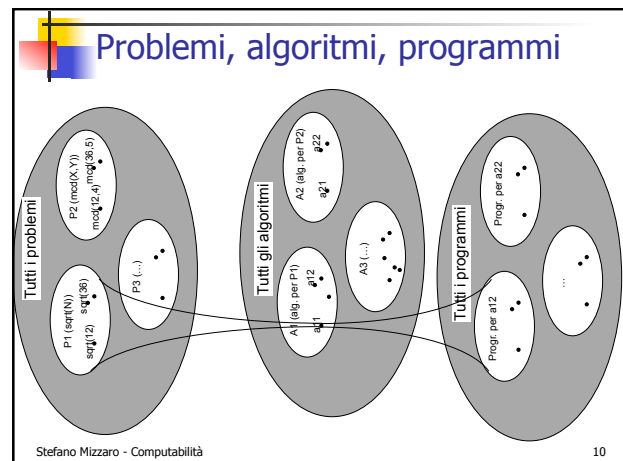 Problemi, algoritmi, programmi
Tutti i problemi
P1 (sqrt(N))
sqrt(12)
sqrt(36)
P2 (mcd(X,Y))
mcd(12,4)
mcd(36,5)
P3 (...)
Tutti gli algoritmi
A1 (alg. per P1)
a11
a12
A2 (alg. per P2)
a21
a22
A3 (...)
Tutti i programmi
Progr. per a12
Progr. per a22
...
Stefano Mizzaro - Computabilità
10